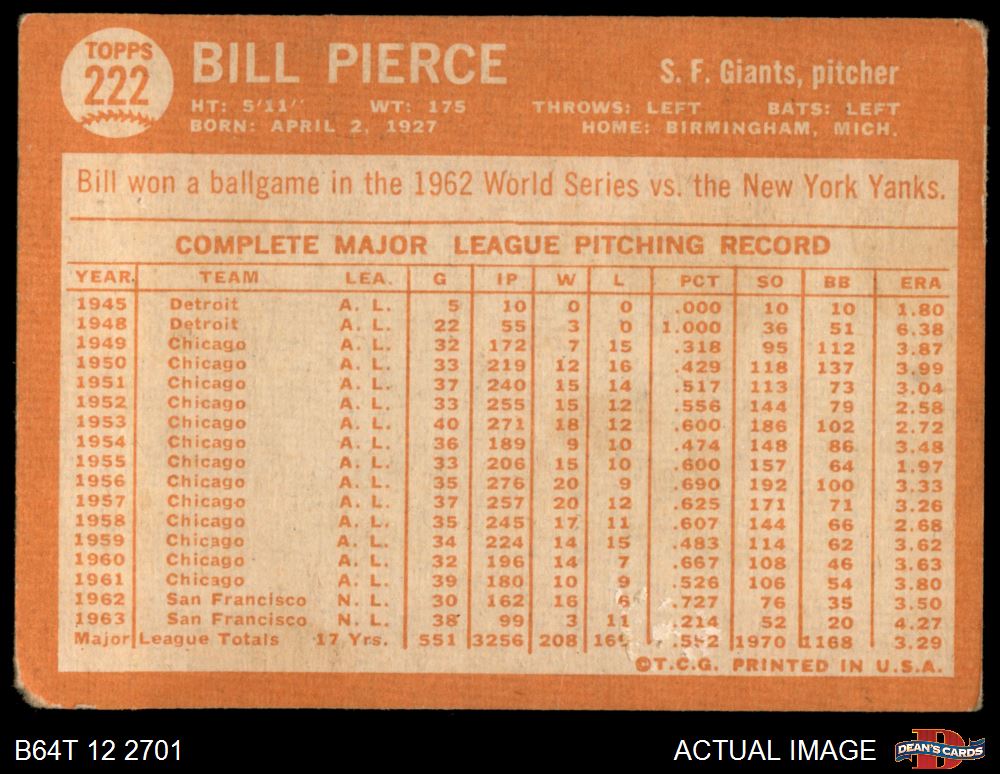 TOPPS
222
BILL PIERCE
S. F. Giants, pitcher
HT: 5'11" WT: 175 THROWS: LEFT BATS: LEFT
BORN: APRIL 2, 1927 HOME: BIRMINGHAM, MICH.
Bill won a ballgame in the 1962 World Series vs. the New York Yanks.
COMPLETE MAJOR LEAGUE PITCHING RECORD
YEAR TEAM LEA. G IP W L PCT SO BB ERA
1945 Detroit A. L. 5 10 0 0 .000 10 10 1.80
1948 Detroit A. L. 22 55 3 0 1.000 36 51 6.38
1949 Chicago A. L. 32 172 7 15 .318 95 112 3.87
1950 Chicago A. L. 33 219 12 16 .429 118 137 3.99
1951 Chicago A. L. 37 240 15 14 .517 113 73 3.04
1952 Chicago A. L. 33 255 15 12 .556 144 79 2.58
1953 Chicago A. L. 40 271 18 12 .600 186 102 2.72
1954 Chicago A. L. 36 189 9 10 .474 148 86 3.48
1955 Chicago A. L. 33 206 15 10 .600 157 64 1.97
1956 Chicago A. L. 35 276 20 9 .690 192 100 3.33
1957 Chicago A. L. 37 257 20 12 .625 171 71 3.26
1958 Chicago A. L. 35 245 17 11 .607 144 66 2.68
1959 Chicago A. L. 34 224 14 15 .483 114 62 3.62
1960 Chicago A. L. 32 196 14 7 .667 108 46 3.63
1961 Chicago A. L. 39 180 10 9 .526 106 54 3.80
1962 San Francisco N. L. 30 162 16 6 .727 76 35 3.50
1963 San Francisco N. L. 38 99 3 11 .214 52 20 4.27
Major League Totals 17 Yrs. 551 3256 208 169 .552 1970 1168 3.29
©T.C.G. PRINTED IN U.S.A.
B64T 12 2701 ACTUAL IMAGE
D
DEAN'S CARDS